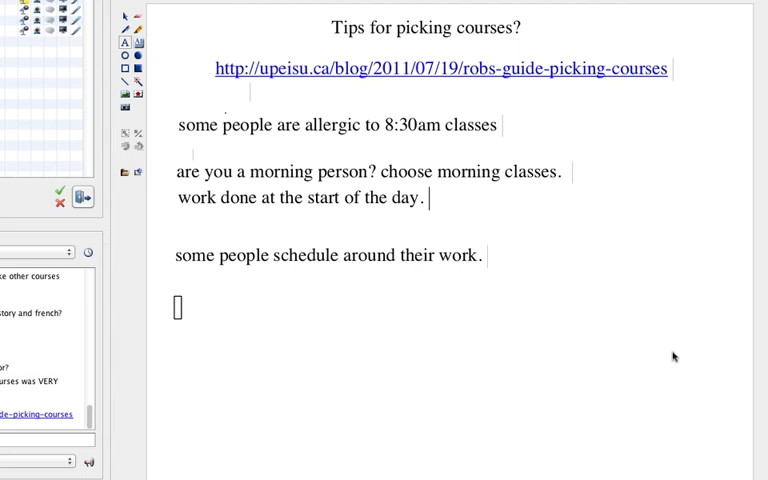 Tips for picking courses?
http://upeisu.ca/blog/2011/07/19/robs-guide-picking-courses
some people are allergic to 8:30am classes
are you a morning person? choose morning classes.
work done at the start of the day.
some people schedule around their work.
ke other courses
story and french?
or?
urses was VERY
de-picking-courses
A